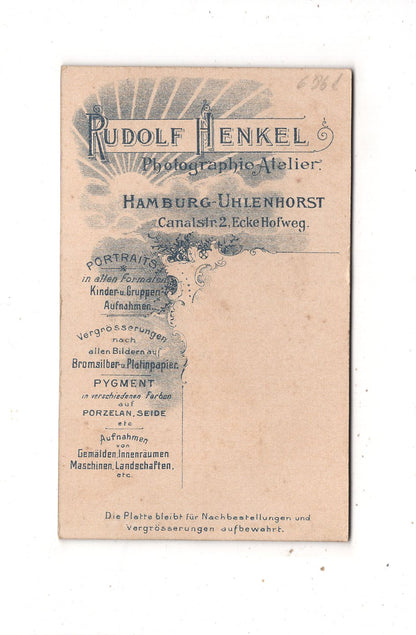 RUDOLF HENKEL
Photographie Atelier.
HAMBURG-UHLENHORST
Canalstr. 2. Ecke Hofweg.
PORTRAITS
in allen Formaten
Kinder-u. Gruppen-
Aufnahmen.
Vergrösserungen
nach
allen Bildern auf
Bromsilber-u. Platinpapier.
PYGMENT
in verschiedenen Farben
auf
PORZELAN, SEIDE
etc
Aufnahmen
von
Gemälden, Innenräumen
Maschinen, Landschaften,
etc.
Die Platte bleibt für Nachbestellungen und
Vergrösserungen aufbewahrt.